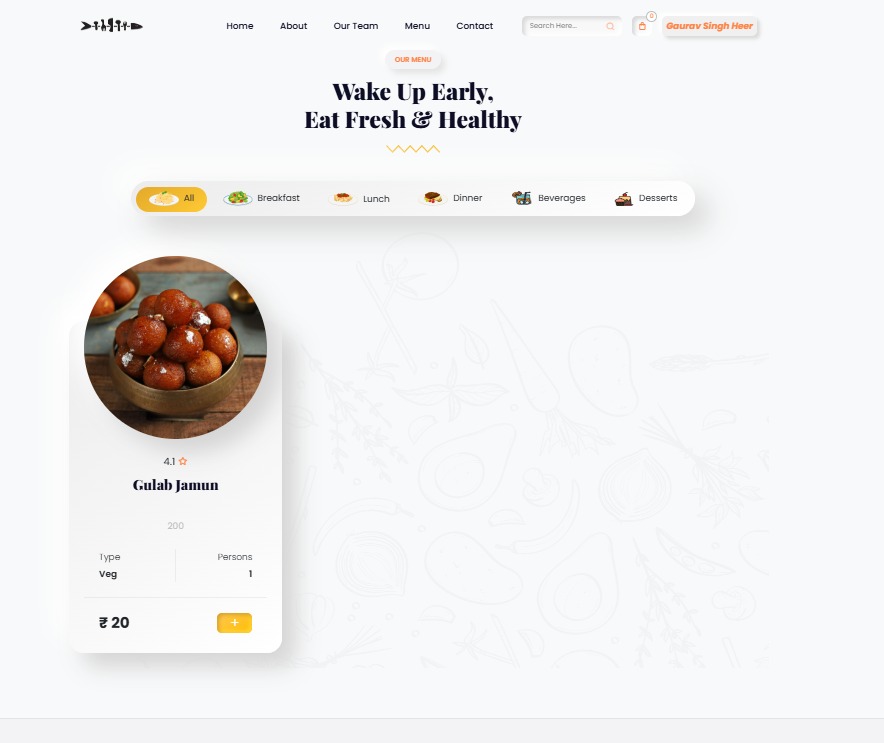 Home About Our Team Menu Contact Search Here... 0 Gaurav Singh Heer
OUR MENU
Wake Up Early,
Eat Fresh & Healthy
All Breakfast Lunch Dinner Beverages Desserts
4.1
Gulab Jamun
200
Type Persons
Veg 1
₹ 20 +